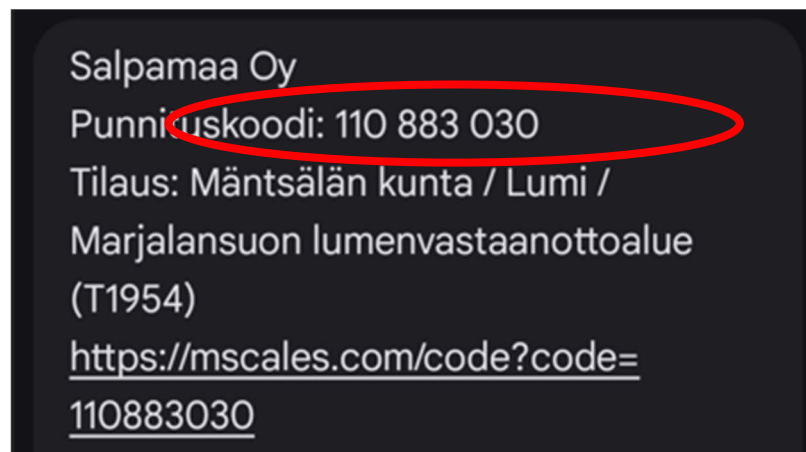 Salpamaa Oy
Punnituskoodi: 110 883 030
Tilaus: Mäntsälän kunta / Lumi /
Marjalansuon lumenvastaanottoalue
(T1954)
https://mscales.com/code?code=
110883030